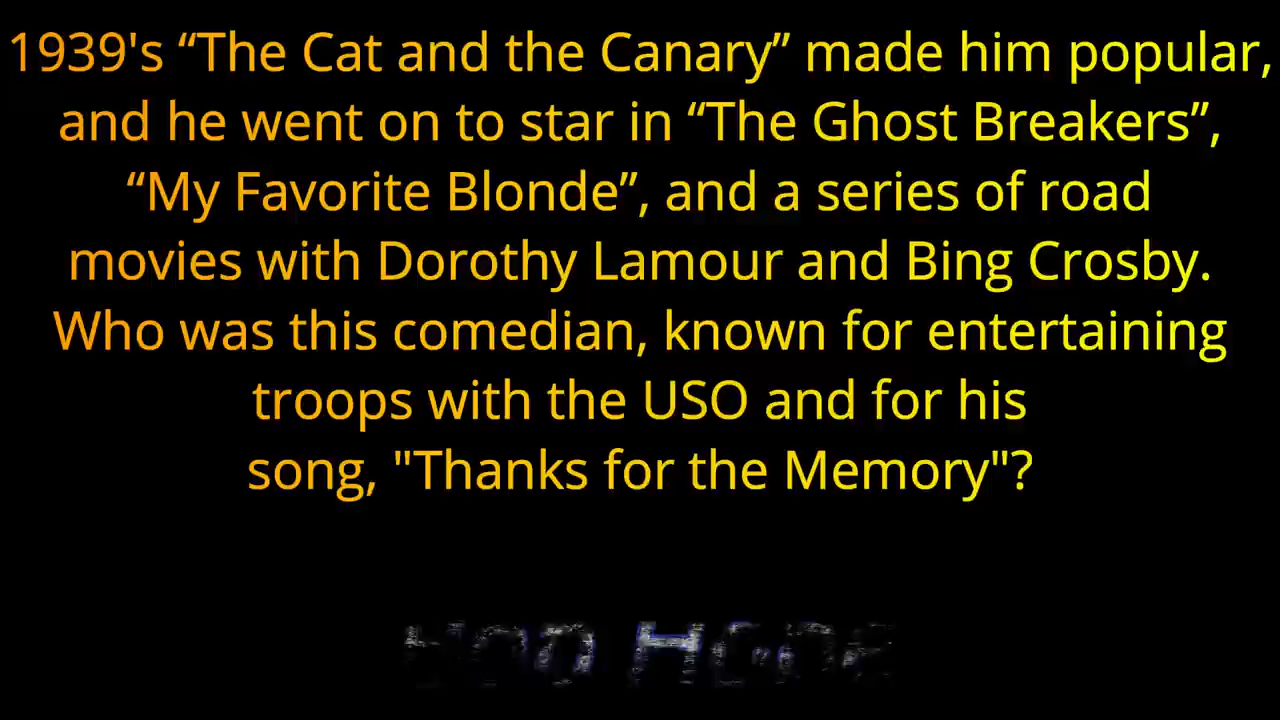 1939's “The Cat and the Canary” made him popular,
and he went on to star in “The Ghost Breakers”,
“My Favorite Blonde”, and a series of road
movies with Dorothy Lamour and Bing Crosby.
Who was this comedian, known for entertaining
troops with the USO and for his
song, "Thanks for the Memory"?